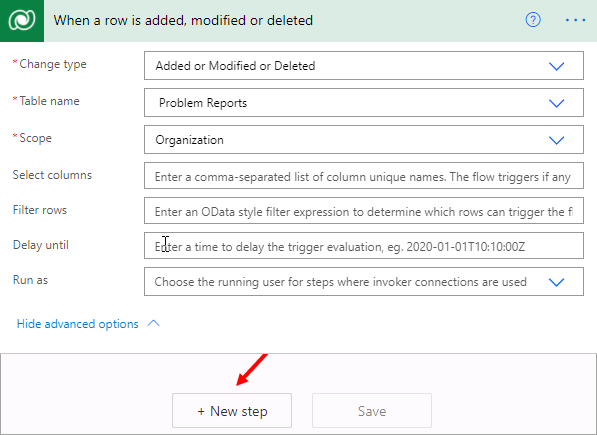 When a row is added, modified or deleted
* Change type
Added or Modified or Deleted
* Table name
Problem Reports
* Scope
Organization
Select columns
Enter a comma-separated list of column unique names. The flow triggers if any
Filter rows
Enter an OData style filter expression to determine which rows can trigger the fl
Delay until
Enter a time to delay the trigger evaluation, eg. 2020-01-01T10:10:00Z
Run as
Choose the running user for steps where invoker connections are used
Hide advanced options
+ New step
Save